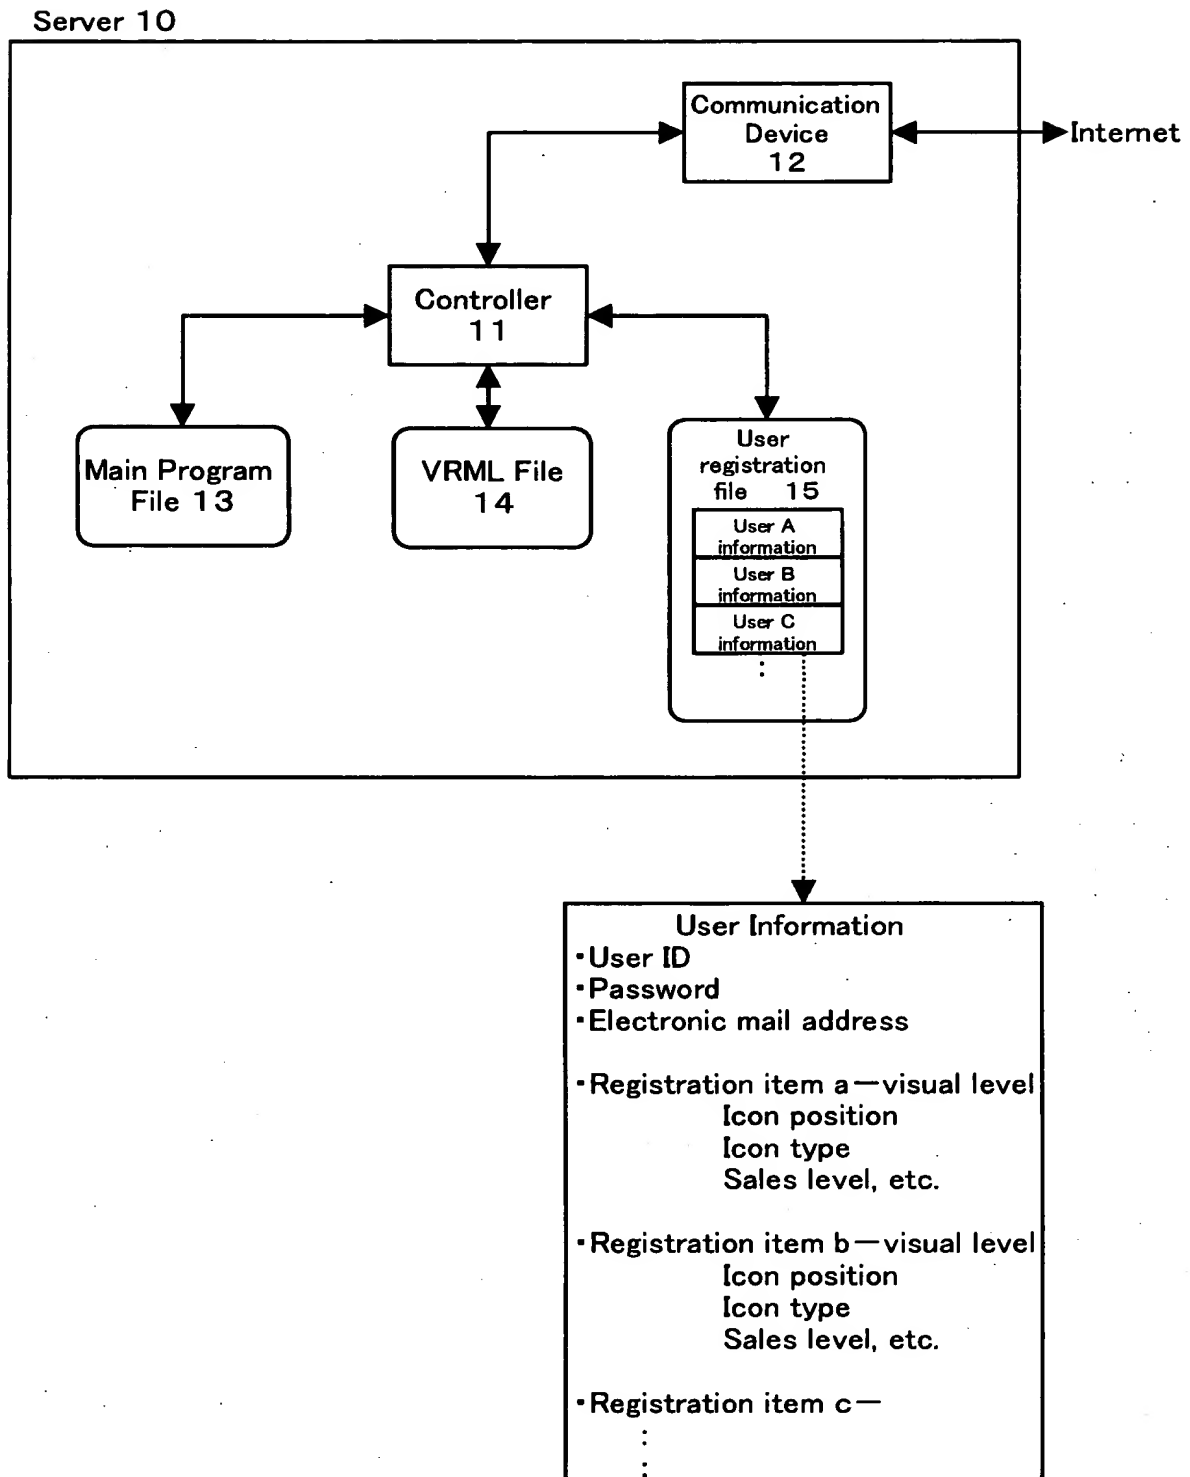 Server 10
Communication
Device
12
Internet
Controller
11
Main Program
File 13
VRML File
14
User
registration
file 15
User A
information
User B
information
User C
information
User Information
▪User ID
▪Password
▪Electronic mail address
▪Registration item a—visual level
Icon position
Icon type
Sales level, etc.
▪Registration item b—visual level
Icon position
Icon type
Sales level, etc.
▪Registration item c—